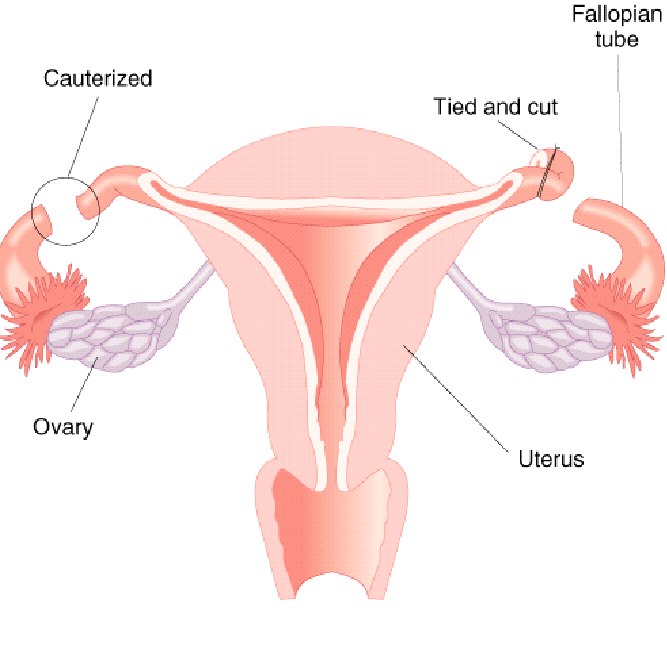 Fallopian
tube
Cauterized
Tied and cut
Ovary
Uterus